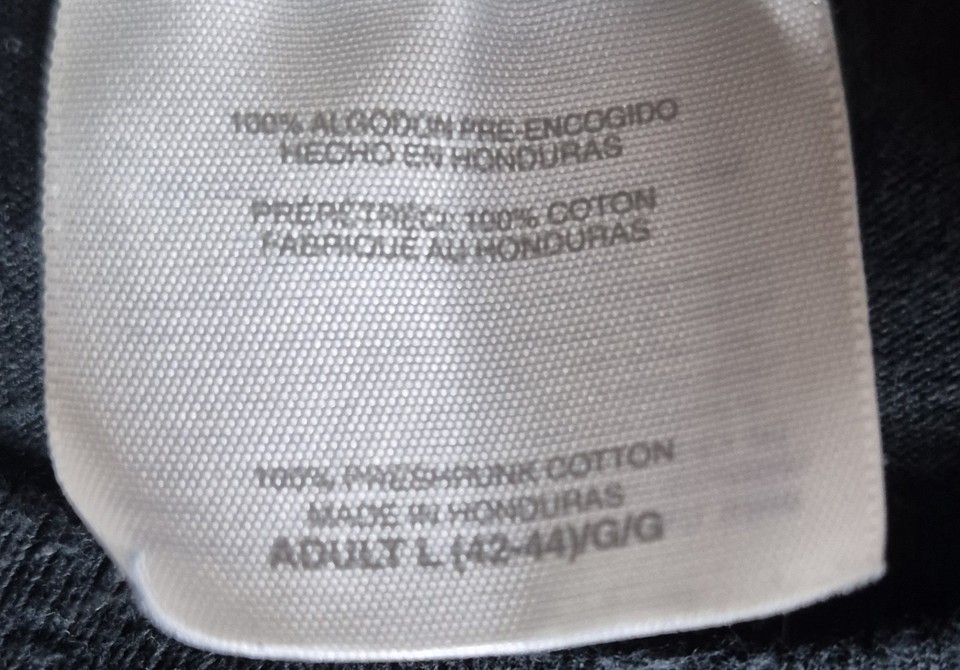 100% ALGODON PRE-ENCOGIDO
HECHO EN HONDURAS
PRÉRÉTRÉCI 100% COTON
FABRIQUÉ AU HONDURAS
100% PRESHRUNK COTTON
MADE IN HONDURAS
ADULT L (42-44)/G/G